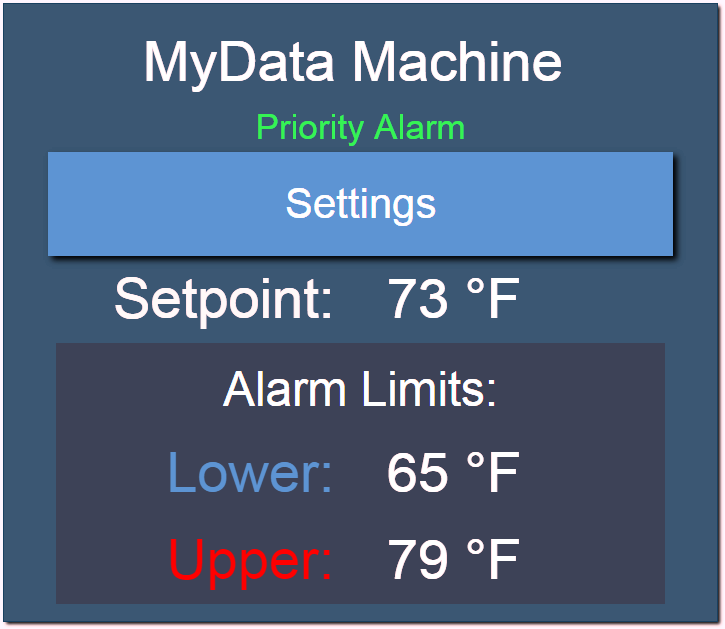 MyData Machine
Priority Alarm
Settings
Setpoint: 73 °F
Alarm Limits:
Lower: 65 °F
Upper: 79 °F